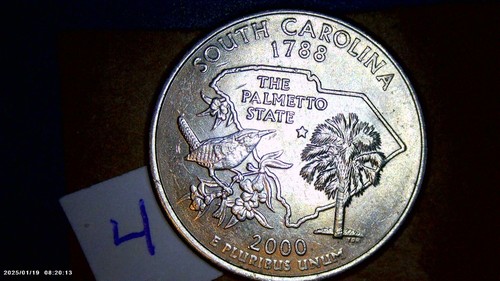 SOUTH CAROLINA
1788
THE
PALMETTO
STATE
2000
E PLURIBUS UNUM
4
2025/01/19 08:20:13